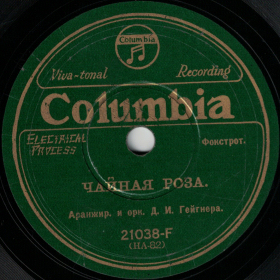 Columbia
Viva-tonal Recording
Columbia
ELECTRICAL
PROCESS
Фокстрот.
ЧАЙНАЯ РОЗА.
Аранжир. и орк. Д. И. Гейгнера.
21038-F
(HA-82)